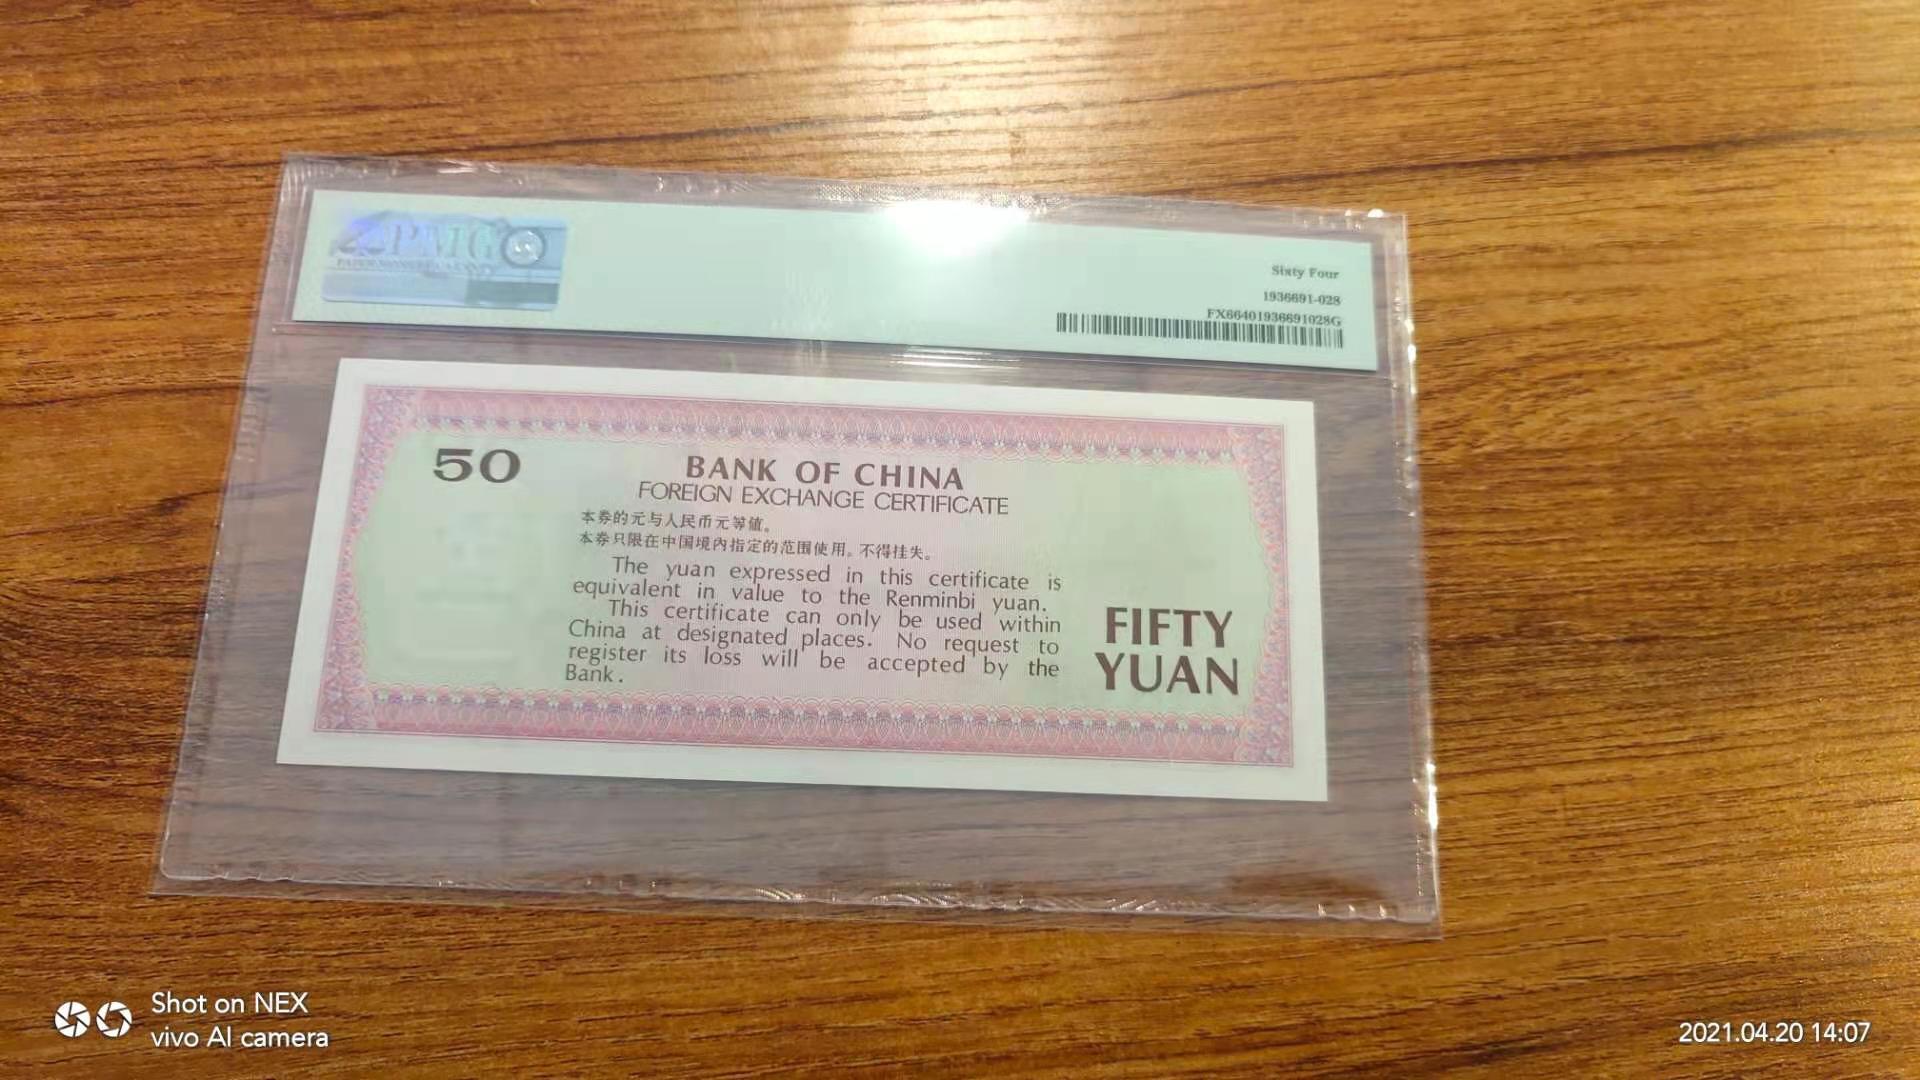 PMG
Sixty Four
1936691-028
FX66401936691028G
50
BANK OF CHINA
FOREIGN EXCHANGE CERTIFICATE
本券的元与人民币元等值。
本券只限在中国境内指定的范围使用。不得挂失。
The yuan expressed in this certificate is
equivalent in value to the Renminbi yuan.
This certificate can only be used within
China at designated places. No request to
register its loss will be accepted by the
Bank.
FIFTY
YUAN
Shot on NEX
vivo AI camera
2021.04.20 14:07